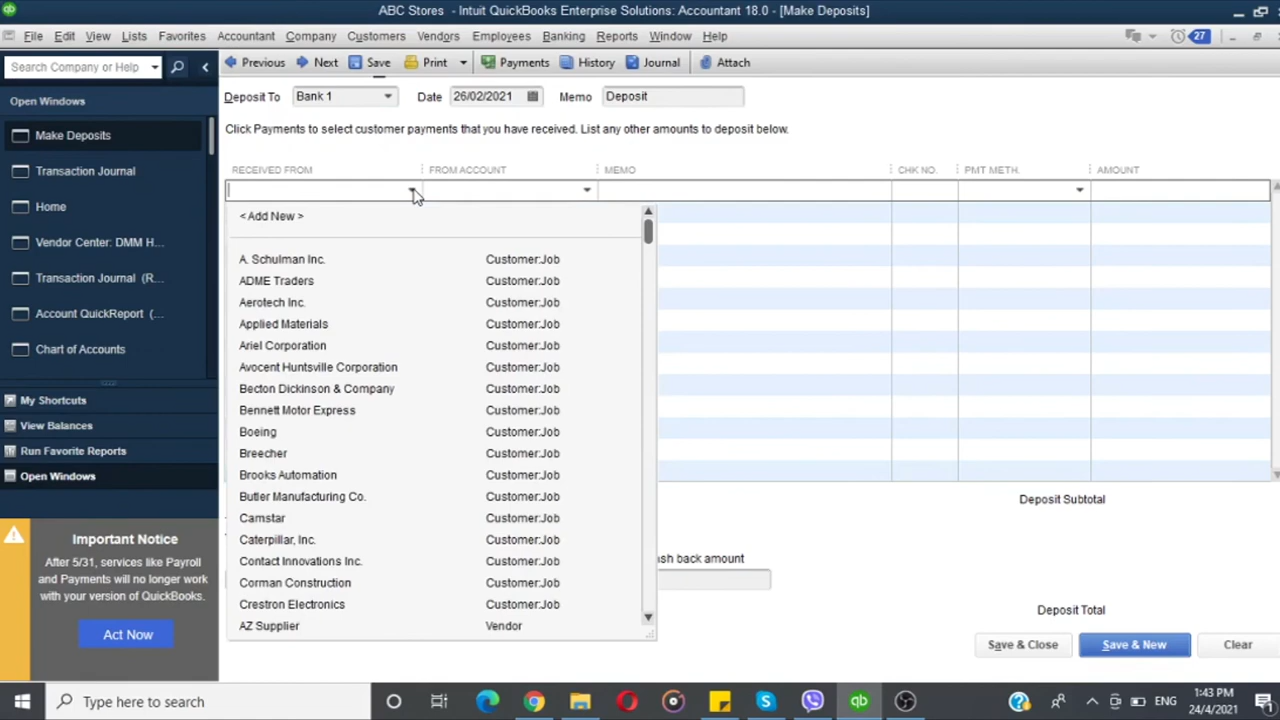 ABC Stores - Intuit QuickBooks Enterprise Solutions: Accountant 18.0 - [Make Deposits]
File Edit View Lists Favorites Accountant Company Customers Vendors Employees Banking Reports Window Help
27
Search Company or Help
Previous Next Save Print Payments History Journal Attach
Open Windows
Make Deposits
Transaction Journal
Home
Vendor Center: DMM H...
Transaction Journal (R...
Account QuickReport (...
Chart of Accounts
My Shortcuts
View Balances
Run Favorite Reports
Open Windows
Important Notice
After 5/31, services like Payroll
and Payments will no longer work
with your version of QuickBooks.
Act Now
Deposit To Bank 1 Date 26/02/2021 Memo Deposit
Click Payments to select customer payments that you have received. List any other amounts to deposit below.
RECEIVED FROM FROM ACCOUNT MEMO CHK NO. PMT METH. AMOUNT
< Add New >
A. Schulman Inc. Customer:Job
ADME Traders Customer:Job
Aerotech Inc. Customer:Job
Applied Materials Customer:Job
Ariel Corporation Customer:Job
Avocent Huntsville Corporation Customer:Job
Becton Dickinson & Company Customer:Job
Bennett Motor Express Customer:Job
Boeing Customer:Job
Breecher Customer:Job
Brooks Automation Customer:Job
Butler Manufacturing Co. Customer:Job
Camstar Customer:Job
Caterpillar, Inc. Customer:Job
Contact Innovations Inc. Customer:Job
Corman Construction Customer:Job
Crestron Electronics Customer:Job
AZ Supplier Vendor
Deposit Subtotal
ash back amount
Deposit Total
Save & Close Save & New Clear
Type here to search
qb
ENG
1:43 PM
24/4/2021
1